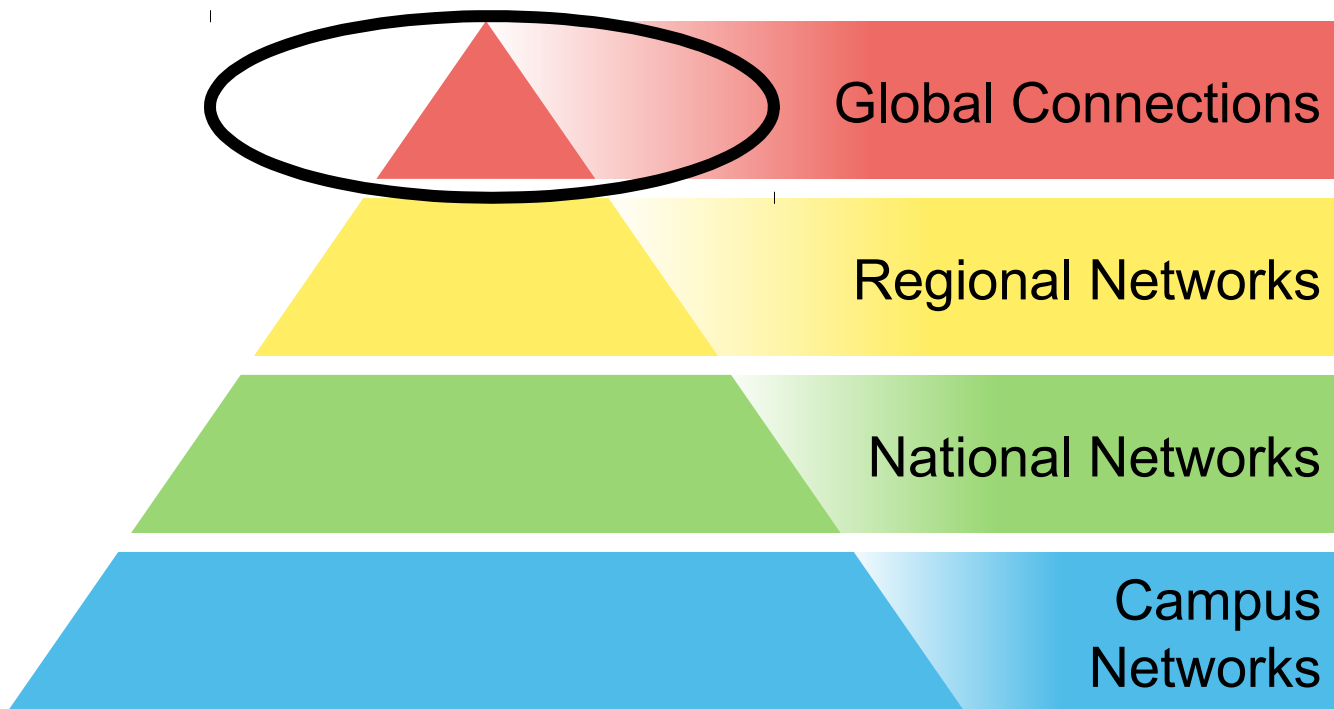 Global Connections
Regional Networks
National Networks
Campus
Networks